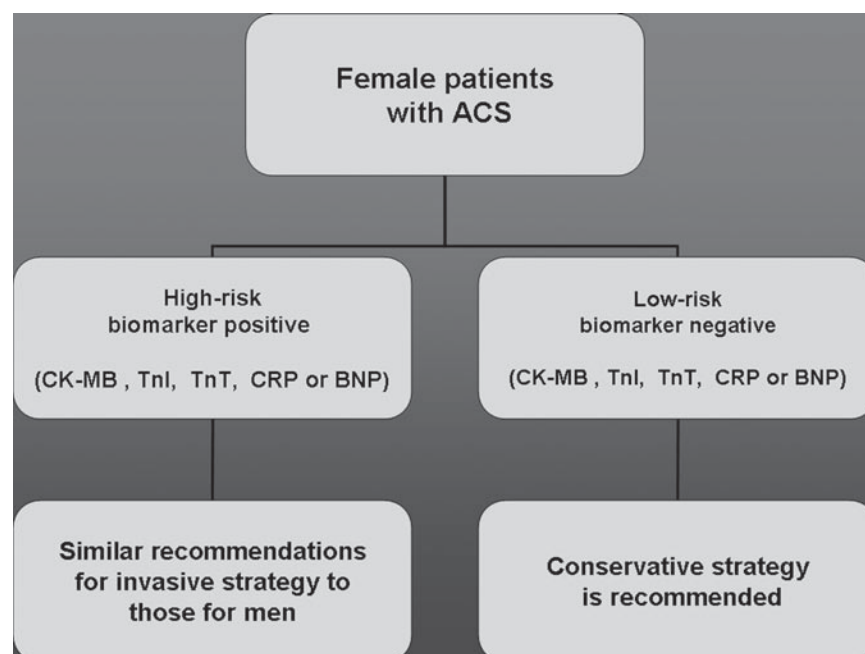 Female patients
with ACS
High-risk
biomarker positive
(CK-MB , TnI, TnT, CRP or BNP)
Low-risk
biomarker negative
(CK-MB , TnI, TnT, CRP or BNP)
Similar recommendations
for invasive strategy to
those for men
Conservative strategy
is recommended